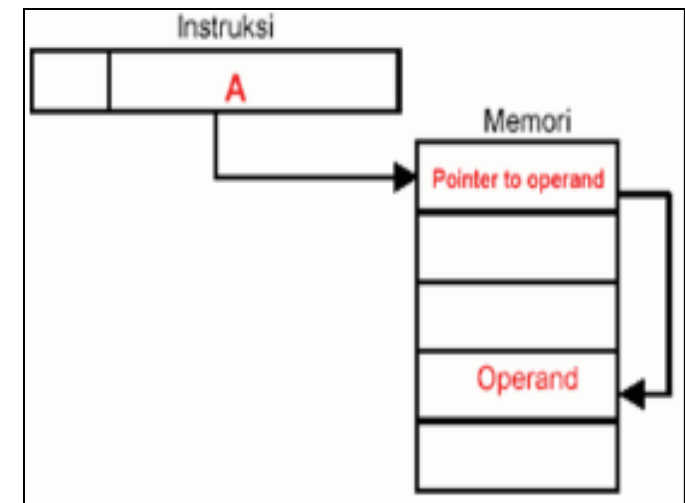 Instruksi
A
Memori
Pointer to operand
Operand